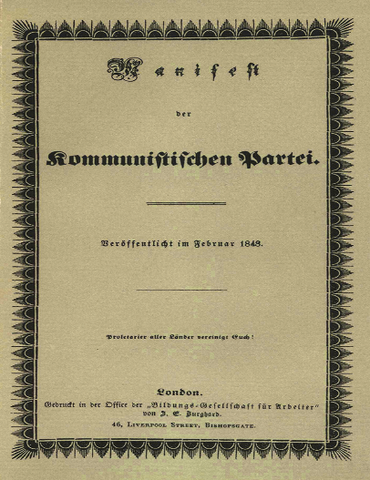 Manifest
der
Kommunistischen Partei.
Veröffentlicht im Februar 1848.
Proletarier aller Länder vereinigt Euch!
London.
Gedruckt in der Office der „Bildungs-Gesellschaft für Arbeiter“
von J. E. Burghard.
46, Liverpool Street, Bishopsgate.